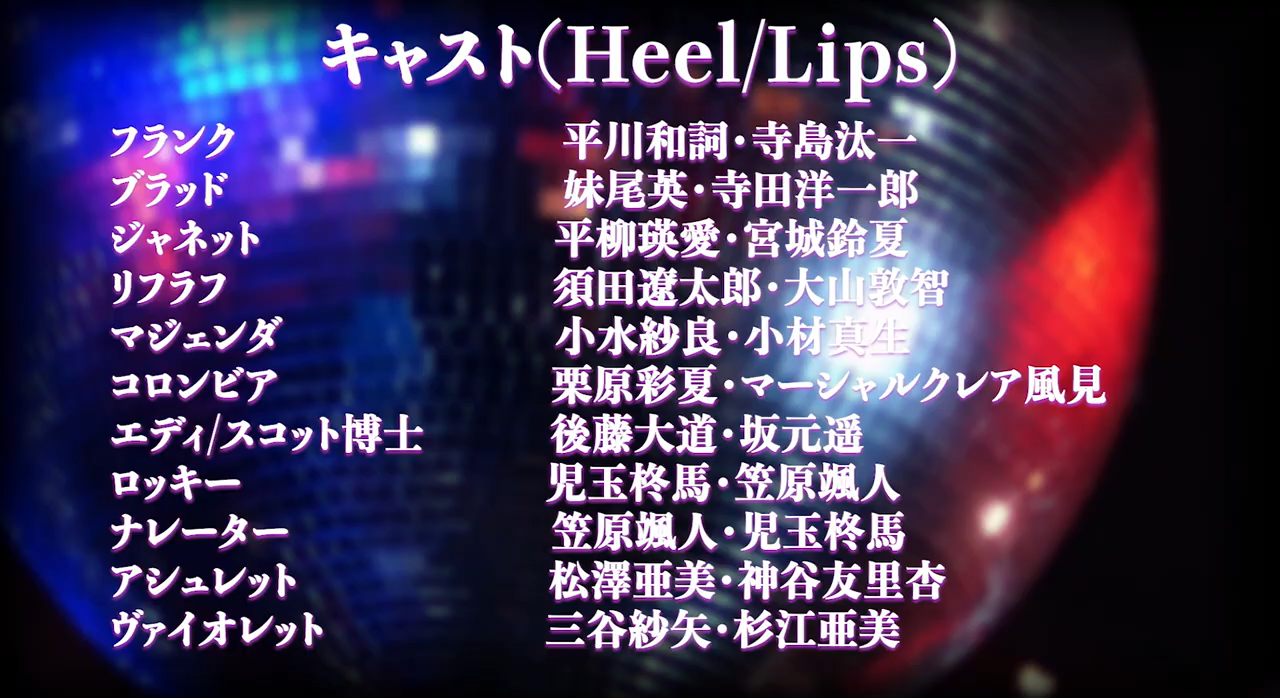 キャスト(Heel/Lips)
フランク 平川和詞・寺島汰一
ブラッド 妹尾英・寺田洋一郎
ジャネット 平柳瑛愛・宮城鈴夏
リフラフ 須田遼太郎・大山敦智
マジェンダ 小水紗良・小材真生
コロンビア 栗原彩夏・マーシャルクレア風見
エディ/スコット博士 後藤大道・坂元遥
ロッキー 児玉柊馬・笠原颯人
ナレーター 笠原颯人・児玉柊馬
アシュレット 松澤亜美・神谷友里杏
ヴァイオレット 三谷紗矢・杉江亜美